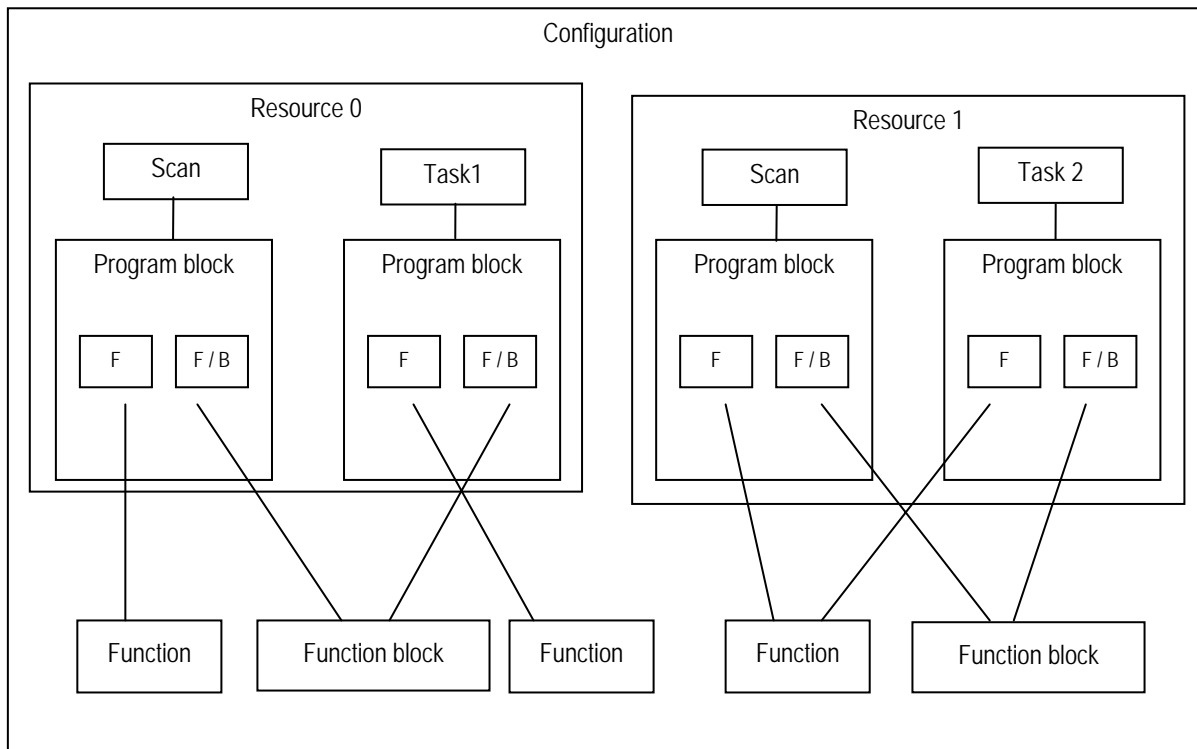 Configuration
Resource 0
Resource 1
Scan
Task1
Scan
Task 2
Program block
Program block
Program block
Program block
F
F / B
F
F / B
F
F / B
F
F / B
Function
Function block
Function
Function
Function block